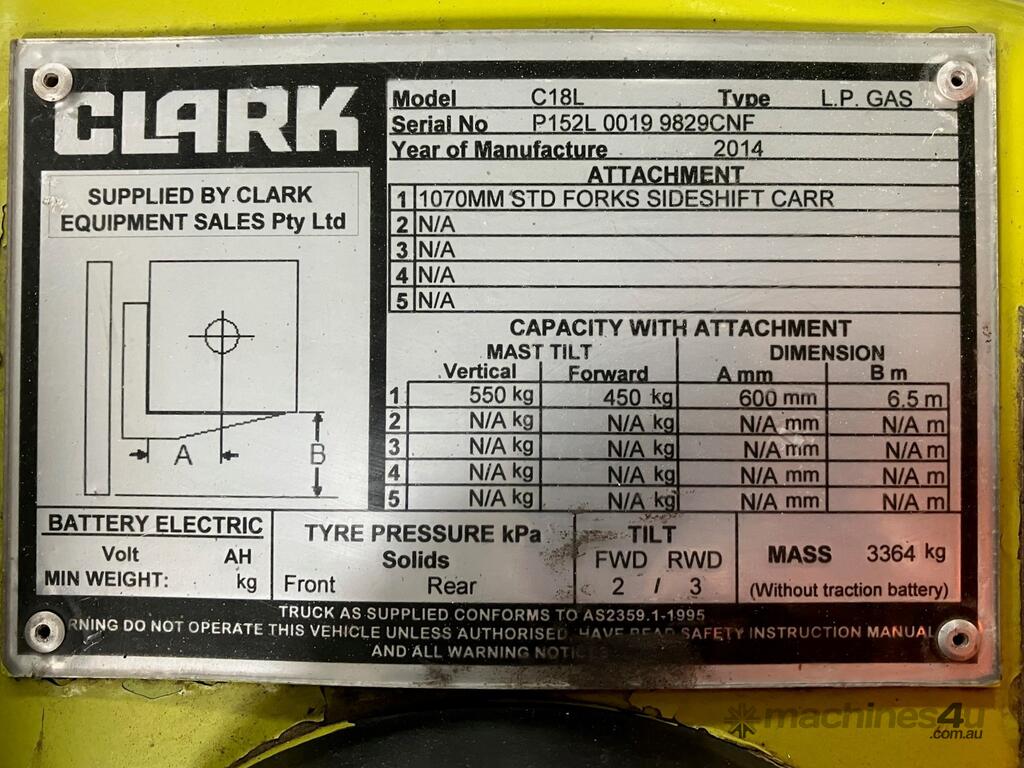 CLARK
SUPPLIED BY CLARK
EQUIPMENT SALES Pty Ltd
A
B
Model C18L Type L.P. GAS
Serial No P152L 0019 9829CNF
Year of Manufacture 2014
ATTACHMENT
1 1070MM STD FORKS SIDESHIFT CARR
2 N/A
3 N/A
4 N/A
5 N/A
CAPACITY WITH ATTACHMENT
MAST TILT DIMENSION
Vertical Forward A mm B m
1 550 kg 450 kg 600 mm 6.5 m
2 N/A kg N/A kg N/A mm N/A m
3 N/A kg N/A kg N/A mm N/A m
4 N/A kg N/A kg N/A mm N/A m
5 N/A kg N/A kg N/A mm N/A m
BATTERY ELECTRIC
Volt AH
MIN WEIGHT: kg
TYRE PRESSURE kPa
Solids
Front Rear
TILT
FWD RWD
2 / 3
MASS 3364 kg
(Without traction battery)
TRUCK AS SUPPLIED CONFORMS TO AS2359.1-1995
RNING DO NOT OPERATE THIS VEHICLE UNLESS AUTHORISED, HAVE READ SAFETY INSTRUCTION MANUAL
AND ALL WARNING NOTICES
machines4u
.com.au